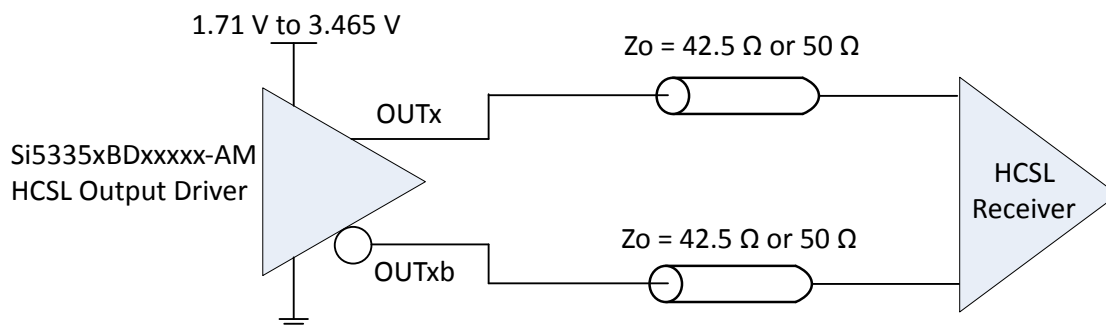 1.71 V to 3.465 V
Zo = 42.5 Ω or 50 Ω
OUTx
Si5335xBDxxxxx-AM
HCSL Output Driver
HCSL
Receiver
Zo = 42.5 Ω or 50 Ω
OUTxb